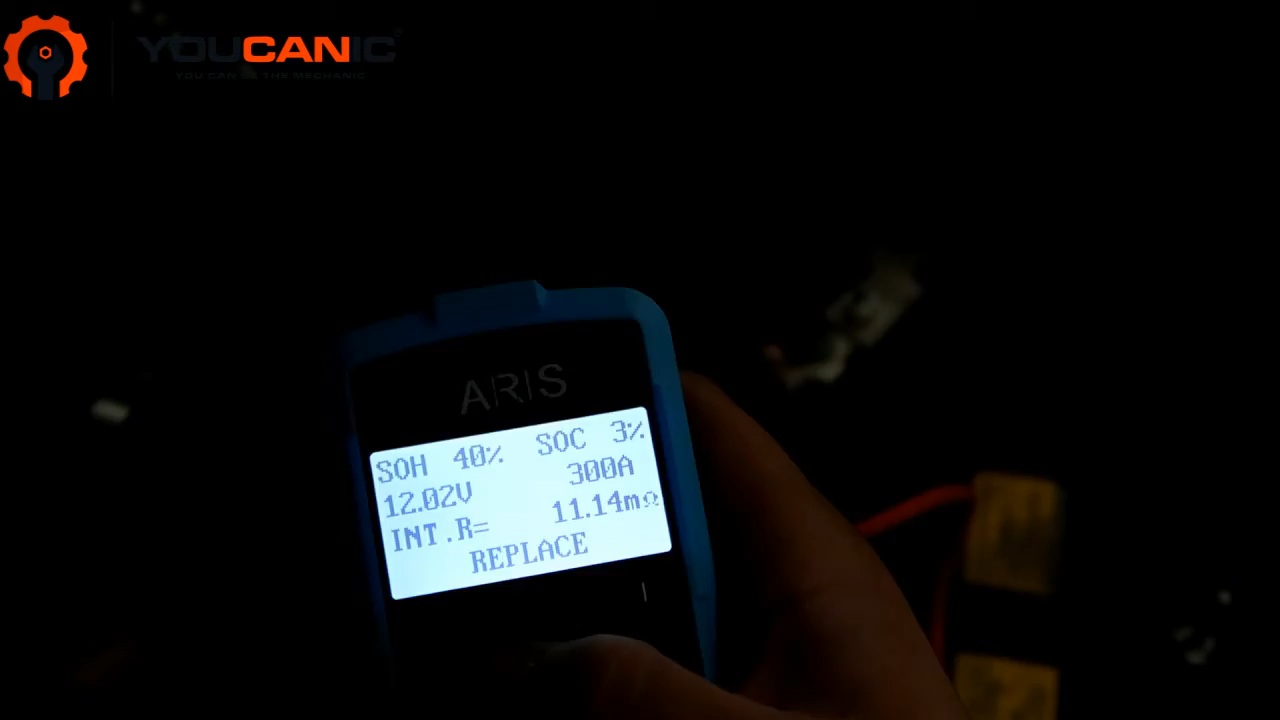 YOUCANIC
YOU CAN BE THE MECHANIC
ARIS
SOH 40% SOC 3%
12.02V 300A
INT.R= 11.14mΩ
REPLACE